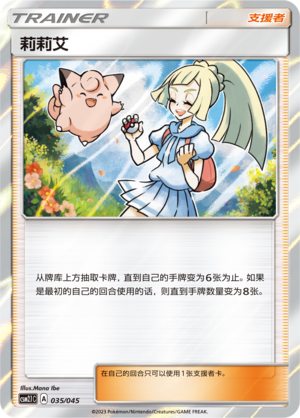 TRAINER
支援者
莉莉艾
从牌库上方抽取卡牌，直到自己的手牌变为6张为止。如果
是最初的自己的回合使用的话，则直到手牌数量变为8张。
Illus.Mana Ibe
CSM2.1 C A 035/045
在自己的回合只可以使用1张支援者卡。
©2023 Pokémon/Nintendo/Creatures/GAME FREAK.